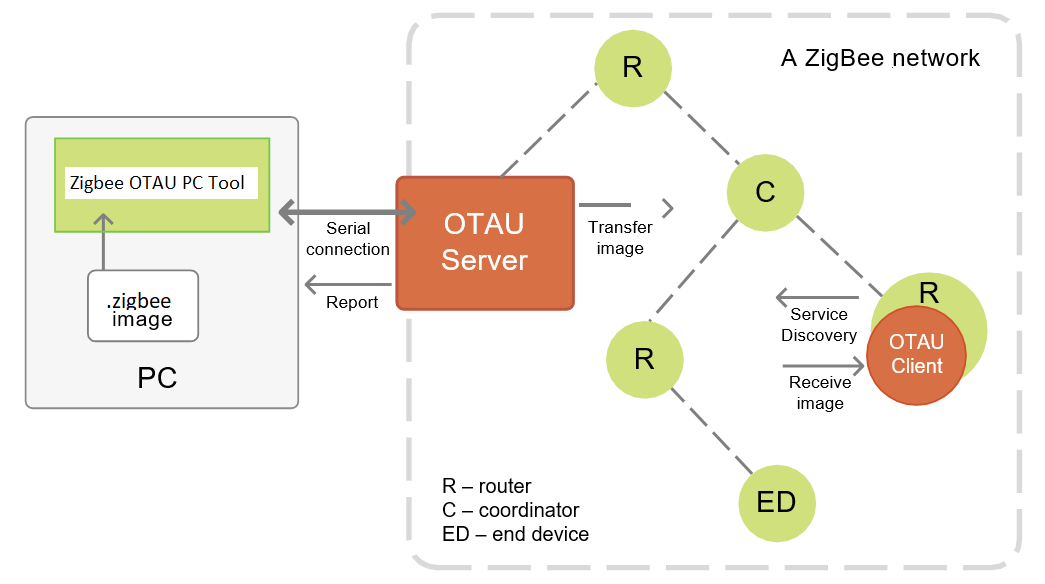 A ZigBee network
R
Zigbee OTAU PC Tool
C
OTAU
Server
Serial
connection
Transfer
image
Report
.zigbee
image
PC
R
Service
Discovery
OTAU
Client
R
Receive
image
R – router
C – coordinator
ED – end device
ED